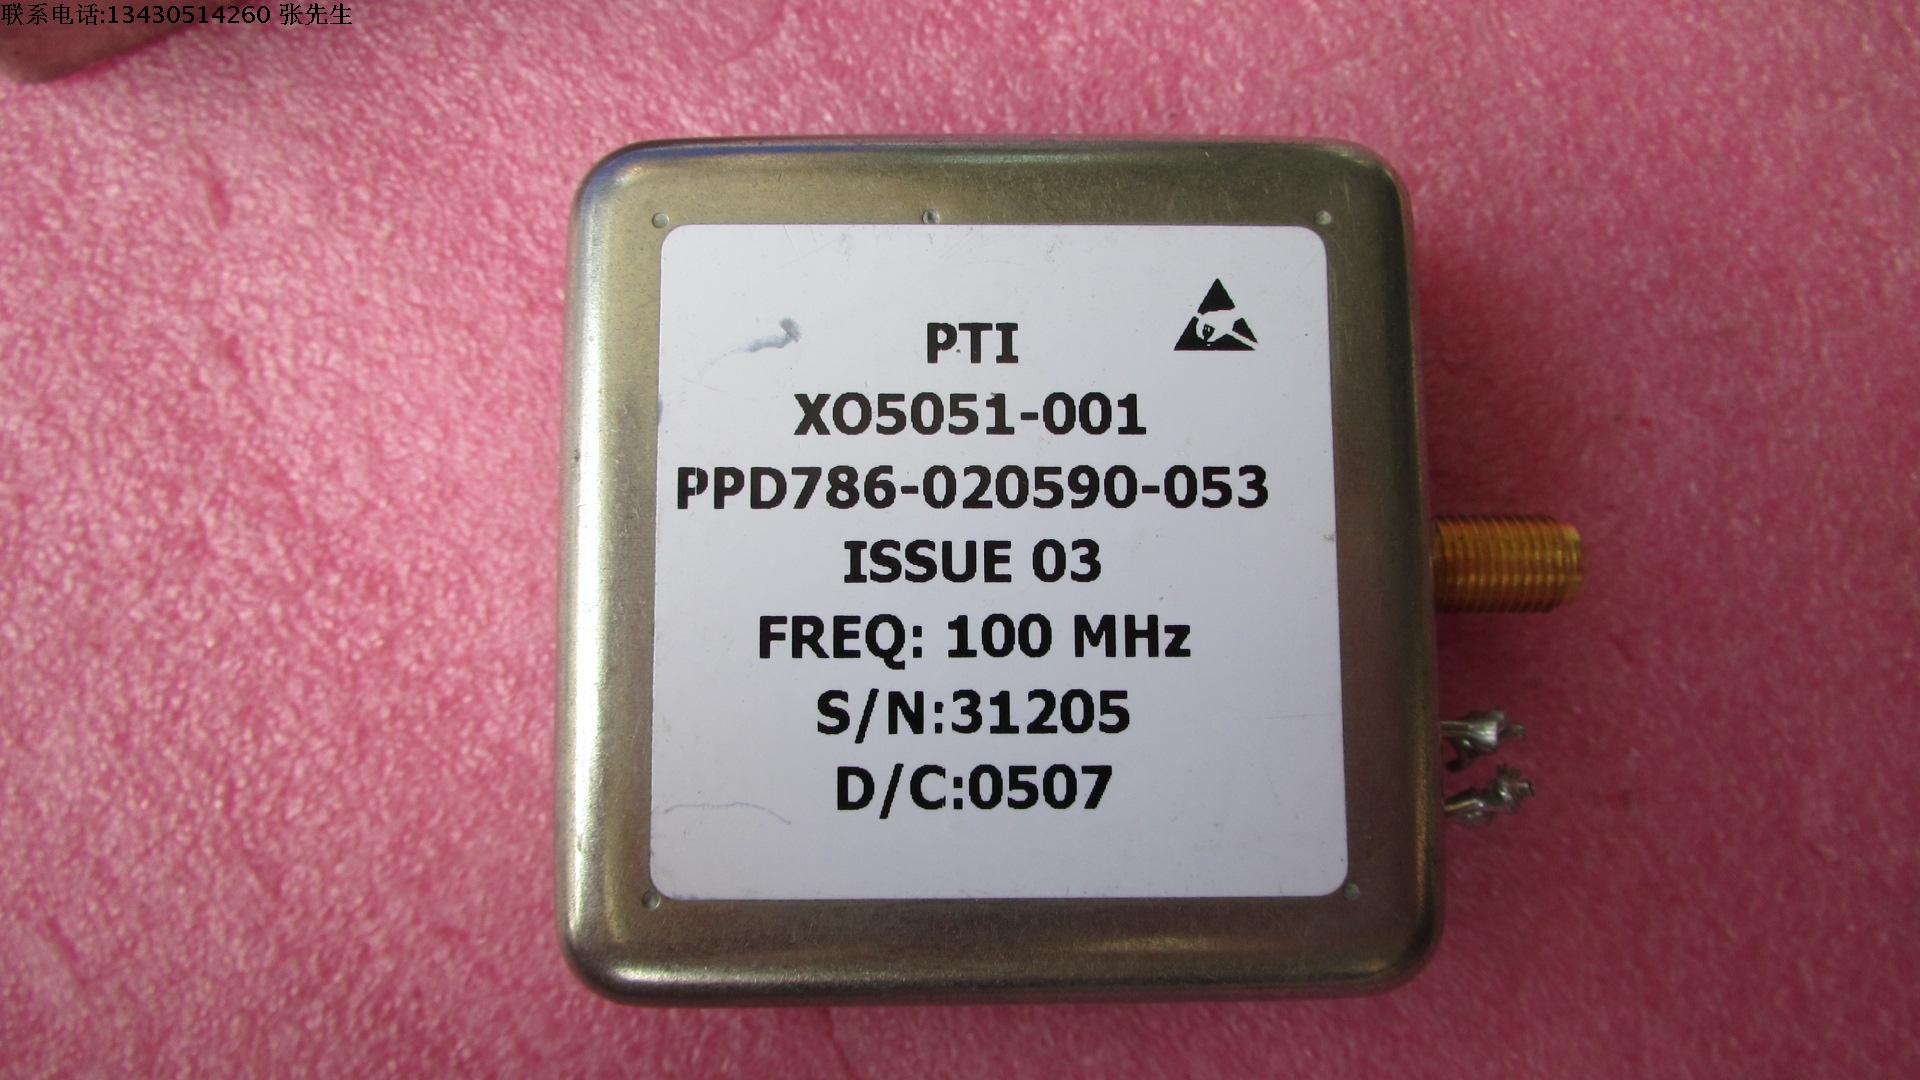 联系电话:13430514260 张先生
PTI
XO5051-001
PPD786-020590-053
ISSUE 03
FREQ: 100 MHz
S/N:31205
D/C:0507